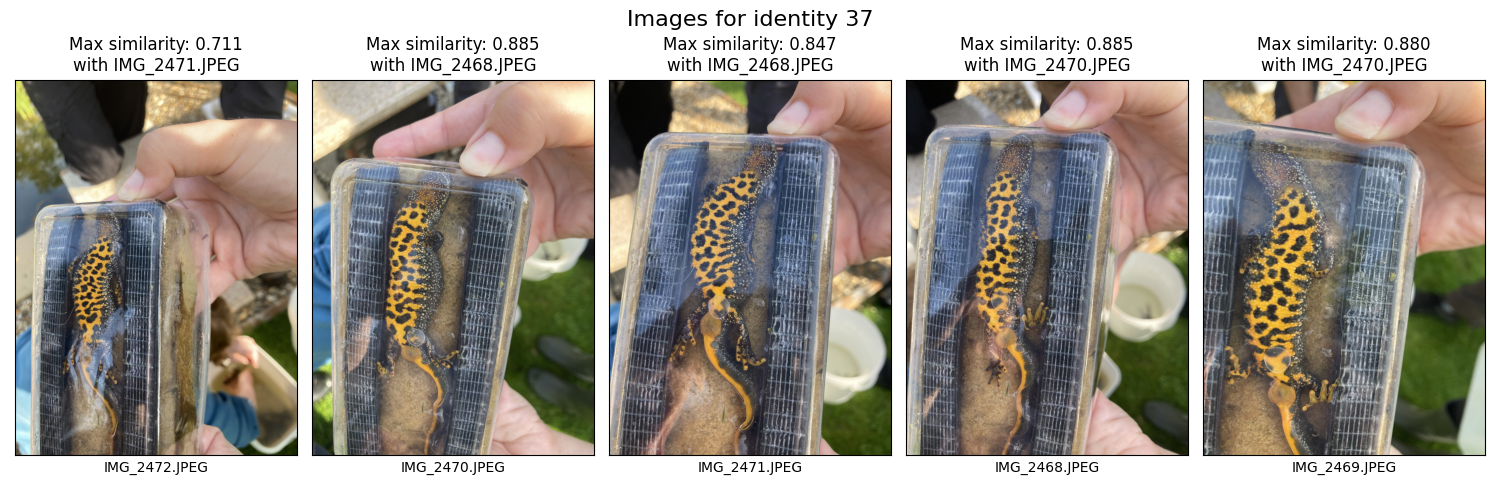 Images for identity 37
Max similarity: 0.711
with IMG_2471.JPEG
Max similarity: 0.885
with IMG_2468.JPEG
Max similarity: 0.847
with IMG_2468.JPEG
Max similarity: 0.885
with IMG_2470.JPEG
Max similarity: 0.880
with IMG_2470.JPEG
IMG_2472.JPEG
IMG_2470.JPEG
IMG_2471.JPEG
IMG_2468.JPEG
IMG_2469.JPEG